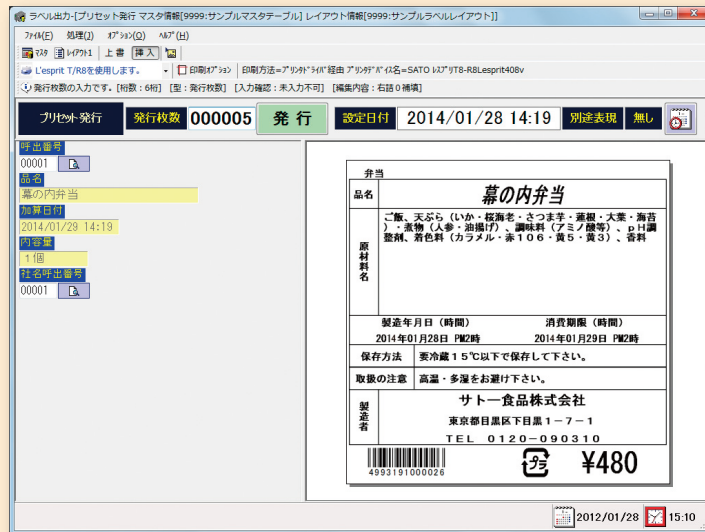 ラベル出力-[プリセット発行 マスタ情報[9999:サンプルマスタテーブル] レイアウト情報[9999:サンプルラベルレイアウト]]
ファイル(F) 処理(J) オプション(O) ヘルプ(H)
マスタ レイアウト1 上書 挿入
L'esprit T/R8を使用します。 印刷オプション 印刷方法=プリンタドライバ経由 プリンタデバイス名=SATO レスプリT8-R8Lesprit408v
発行枚数の入力です。[桁数:6桁] [型:発行枚数] [入力確認:未入力不可] [編集内容:右詰0補填]
プリセット発行 発行枚数 000005 発行 設定日付 2014/01/28 14:19 別途表現 無し
呼出番号
00001
品名
幕の内弁当
加算日付
2014/01/29 14:19
内容量
1個
社名呼出番号
00001
弁当
品名 幕の内弁当
原材料名
ご飯、天ぷら(いか・桜海老・さつま芋・蓮根・大葉・海苔
)・煮物(人参・油揚げ)、調味料(アミノ酸等)、pH調
整剤、着色料(カラメル・赤106・黄5・黄3)、香料
製造年月日(時間) 消費期限(時間)
2014年01月28日 PM2時 2014年01月29日 PM2時
保存方法 要冷蔵15℃以下で保存して下さい。
取扱の注意 高温・多湿をお避け下さい。
製造者
サトー食品株式会社
東京都目黒区下目黒1-7-1
TEL 0120-090310
4993191000026 プラ ¥480
2012/01/28 15:10